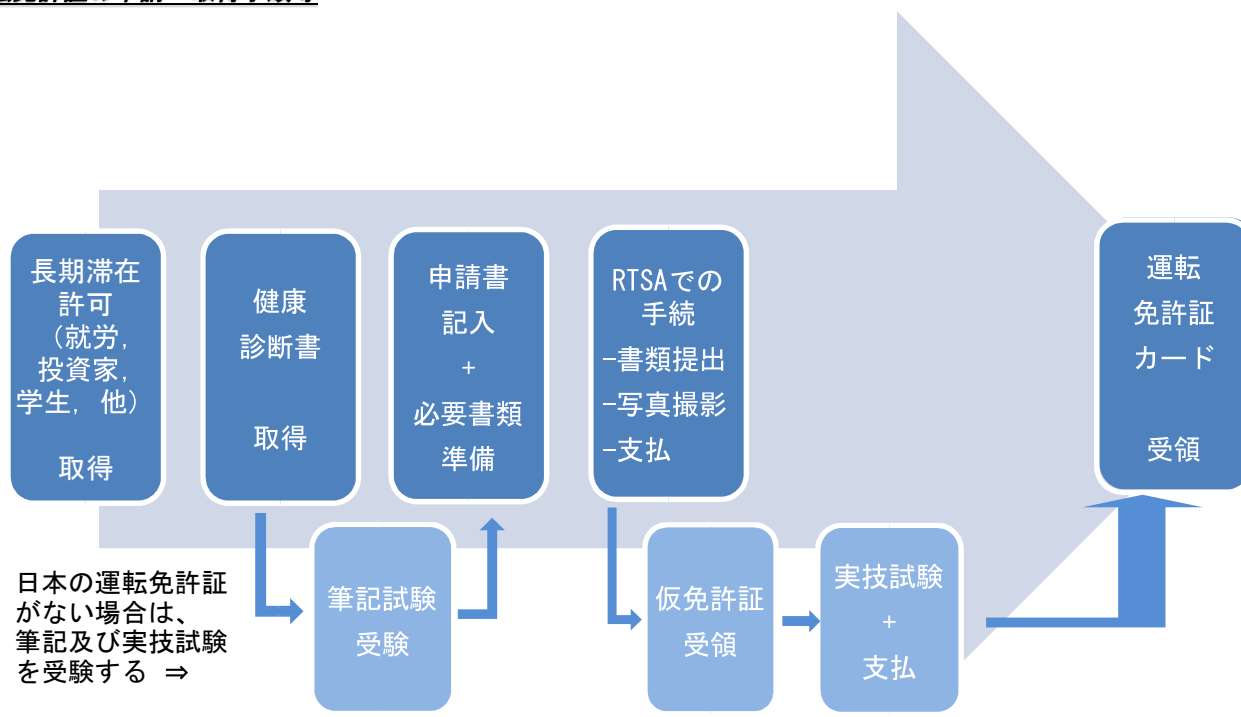 長期滞在
許可
（就労，
投資家，
学生，他）
取得
健康
診断書
取得
申請書
記入
+
必要書類
準備
RTSAでの
手続
-書類提出
-写真撮影
-支払
運転
免許証
カード
受領
日本の運転免許証
がない場合は、
筆記及び実技試験
を受験する ⇒
筆記試験
受験
仮免許証
受領
実技試験
+
支払